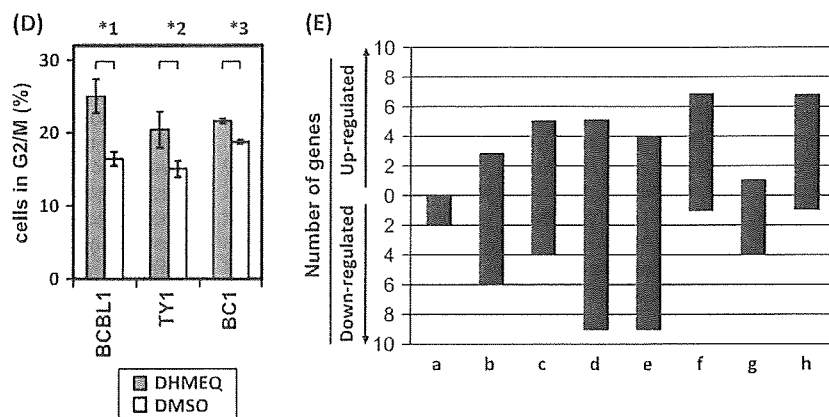 (D)
*1 *2 *3
cells in G2/M (%)
30
20
10
0
BCBL1
TY1
BC1
DHMEQ
DMSO
(E)
Number of genes
Up-regulated
Down-regulated
10
8
6
4
2
0
2
4
6
8
10
a b c d e f g h